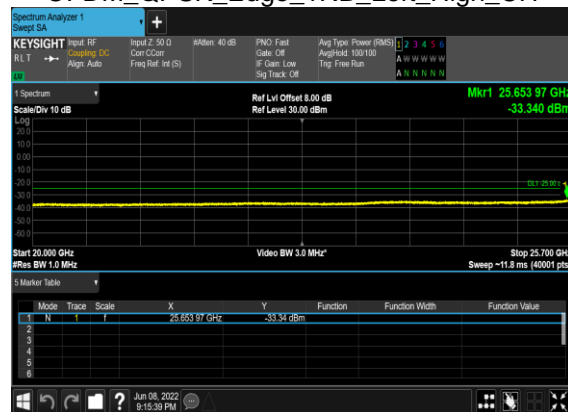 Spectrum Analyzer 1
Swept SA
+
KEYSIGHT Input: RF Input Z: 50 Ω #Atten: 40 dB PNO: Fast Avg Type: Power (RMS) 1 2 3 4 5 6
RLT Coupling: DC Corr CCorr Gate: Off Avg|Hold: 100/100 A W W W W W
Align: Auto Freq Ref: Int (S) IF Gain: Low Trig: Free Run
LW Sig Track: Off A N N N N N
1 Spectrum Ref Lvl Offset 8.00 dB Mkr1 25.653 97 GHz
Scale/Div 10 dB Ref Level 30.00 dBm -33.340 dBm
Log
20.0
10.0
0.00
-10.0
-20.0 DL1 -25.00
-30.0
-40.0
-50.0
-60.0
Start 20.000 GHz Video BW 3.0 MHz* Stop 25.700 GHz
#Res BW 1.0 MHz Sweep ~11.8 ms (40001 pts
5 Marker Table
Mode Trace Scale X Y Function Function Width Function Value
1 N 1 f 25.653 97 GHz -33.34 dBm
2
3
4
5
6
? Jun 08, 2022
9:15:39 PM